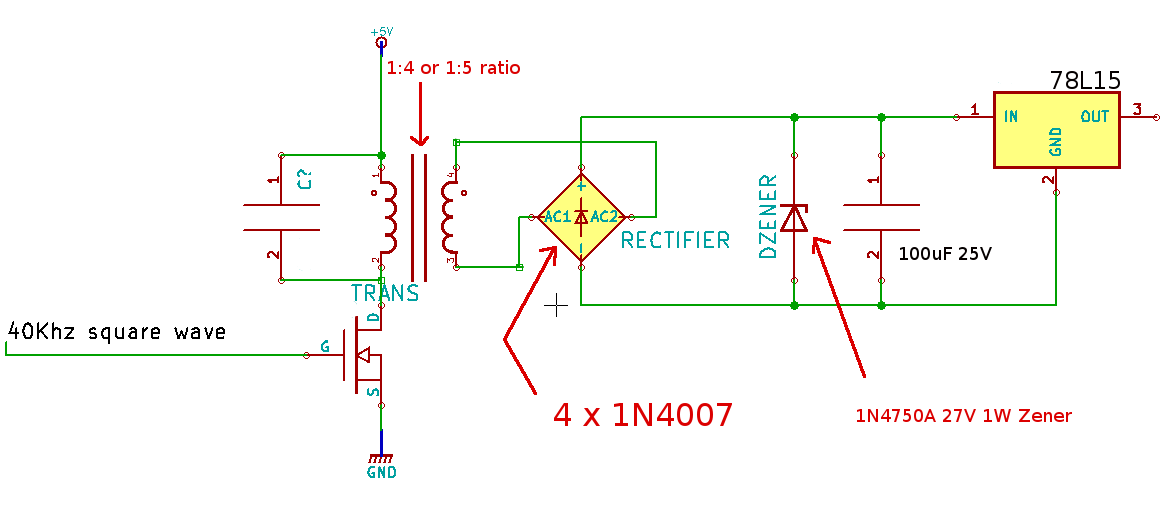 +5V
1:4 or 1:5 ratio
78L15
1
IN
OUT
3
GND
2
1
C?
2
1
2
4
3
TRANS
+
AC1
AC2
-
RECTIFIER
DZENER
1
2
100uF 25V
40Khz square wave
G
D
S
GND
4 x 1N4007
1N4750A 27V 1W Zener